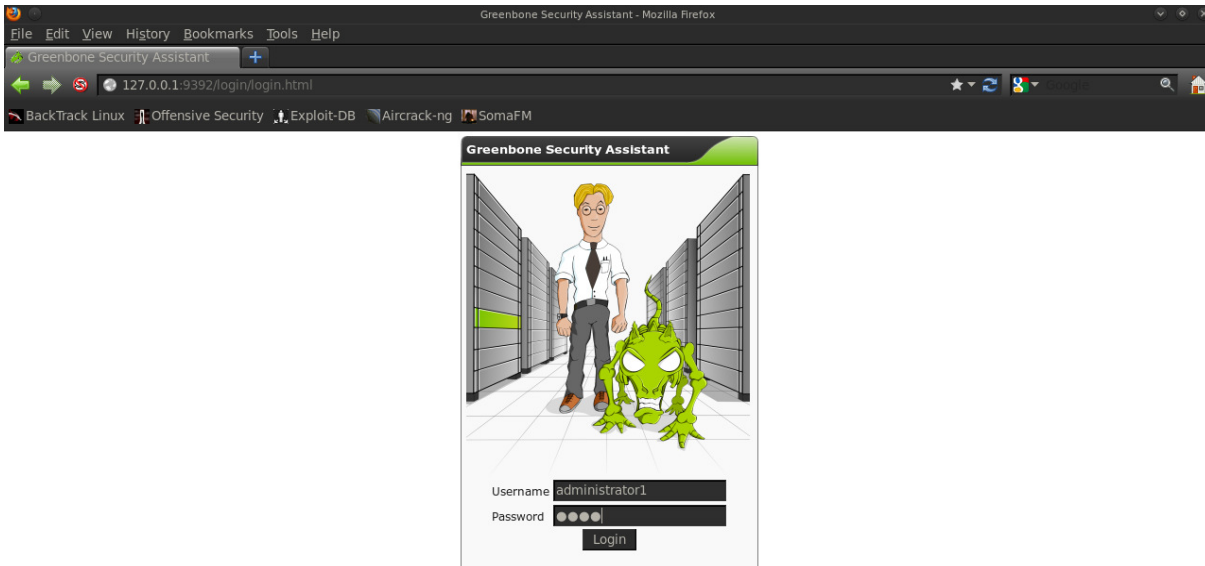 Greenbone Security Assistant - Mozilla Firefox
File Edit View History Bookmarks Tools Help
Greenbone Security Assistant
127.0.0.1:9392/login/login.html
Google
BackTrack Linux Offensive Security Exploit-DB Aircrack-ng SomaFM
Greenbone Security Assistant
Username administrator1
Password ●●●●
Login